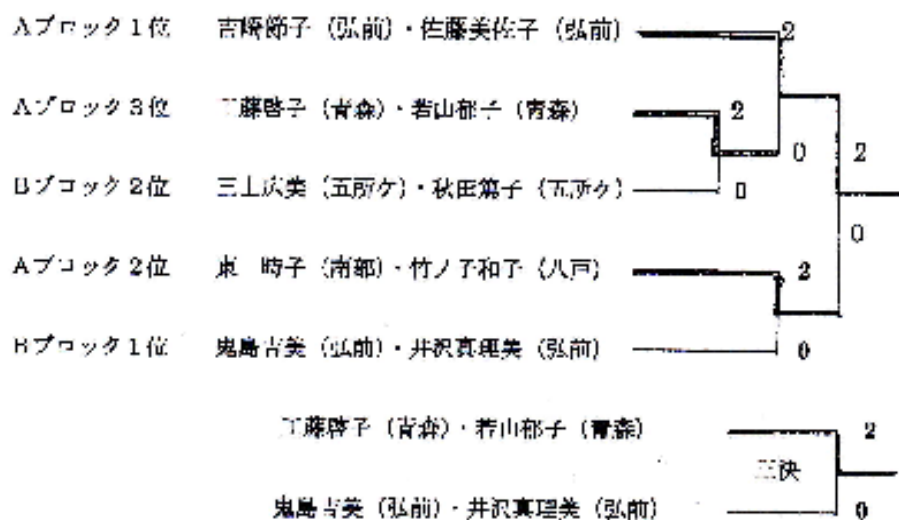 Aブロック1位 吉崎節子 (弘前)・佐藤美佐子 (弘前) 2
Aブロック3位 工藤啓子 (青森)・若山郁子 (青森) 2
0 2
Bブロック2位 三上広美 (五所ケ)・秋田篤子 (五所ケ) 0
0
Aブロック2位 東 時子 (南部)・竹ノ子和子 (八戸) 2
Bブロック1位 鬼島吉美 (弘前)・井沢真理美 (弘前) 0
工藤啓子 (青森)・若山郁子 (青森) 2
三決
鬼島吉美 (弘前)・井沢真理美 (弘前) 0